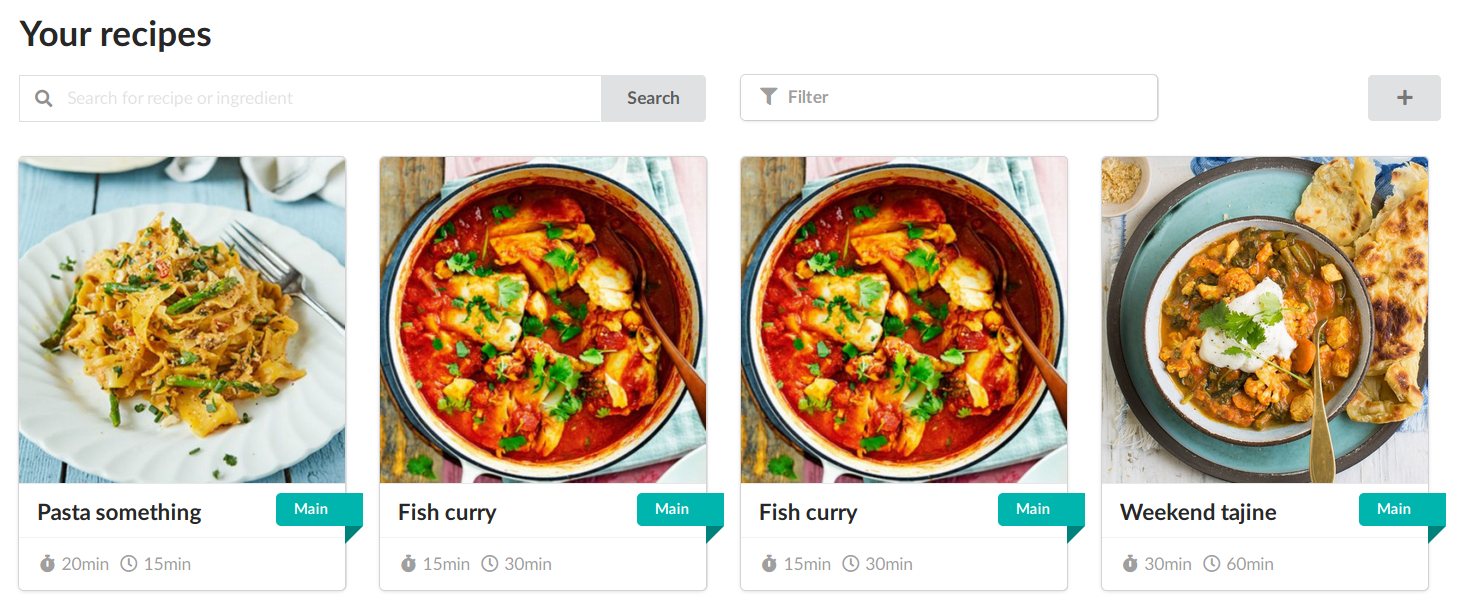 Your recipes
Search for recipe or ingredient Search Filter +
Pasta something Main Fish curry Main Fish curry Main Weekend tajine Main
20min 15min 15min 30min 15min 30min 30min 60min